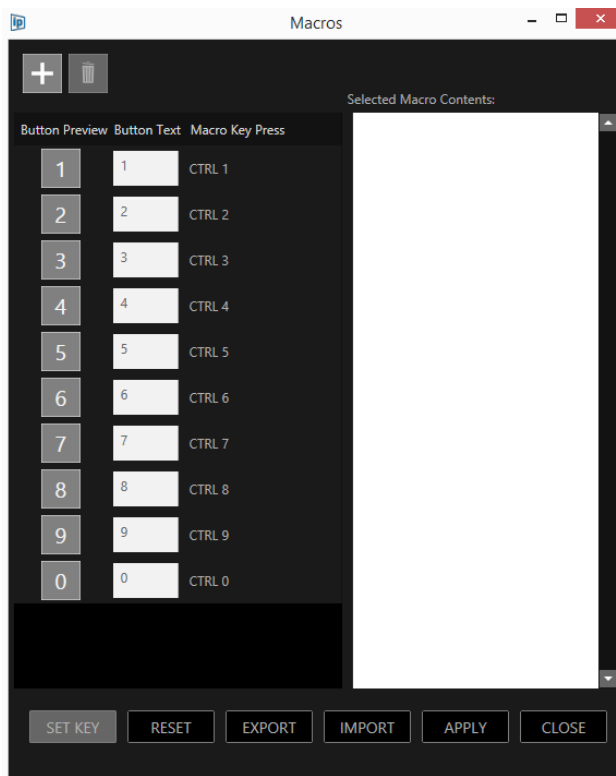 ip Macros
Selected Macro Contents:
Button Preview Button Text Macro Key Press
1 1 CTRL 1
2 2 CTRL 2
3 3 CTRL 3
4 4 CTRL 4
5 5 CTRL 5
6 6 CTRL 6
7 7 CTRL 7
8 8 CTRL 8
9 9 CTRL 9
0 0 CTRL 0
SET KEY RESET EXPORT IMPORT APPLY CLOSE